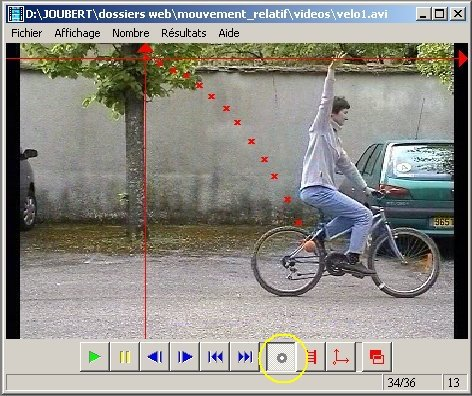 D:\JOUBERT\dossiers web\mouvement_relatif\videos\velo1.avi
Fichier Affichage Nombre Résultats Aide
34/36 13